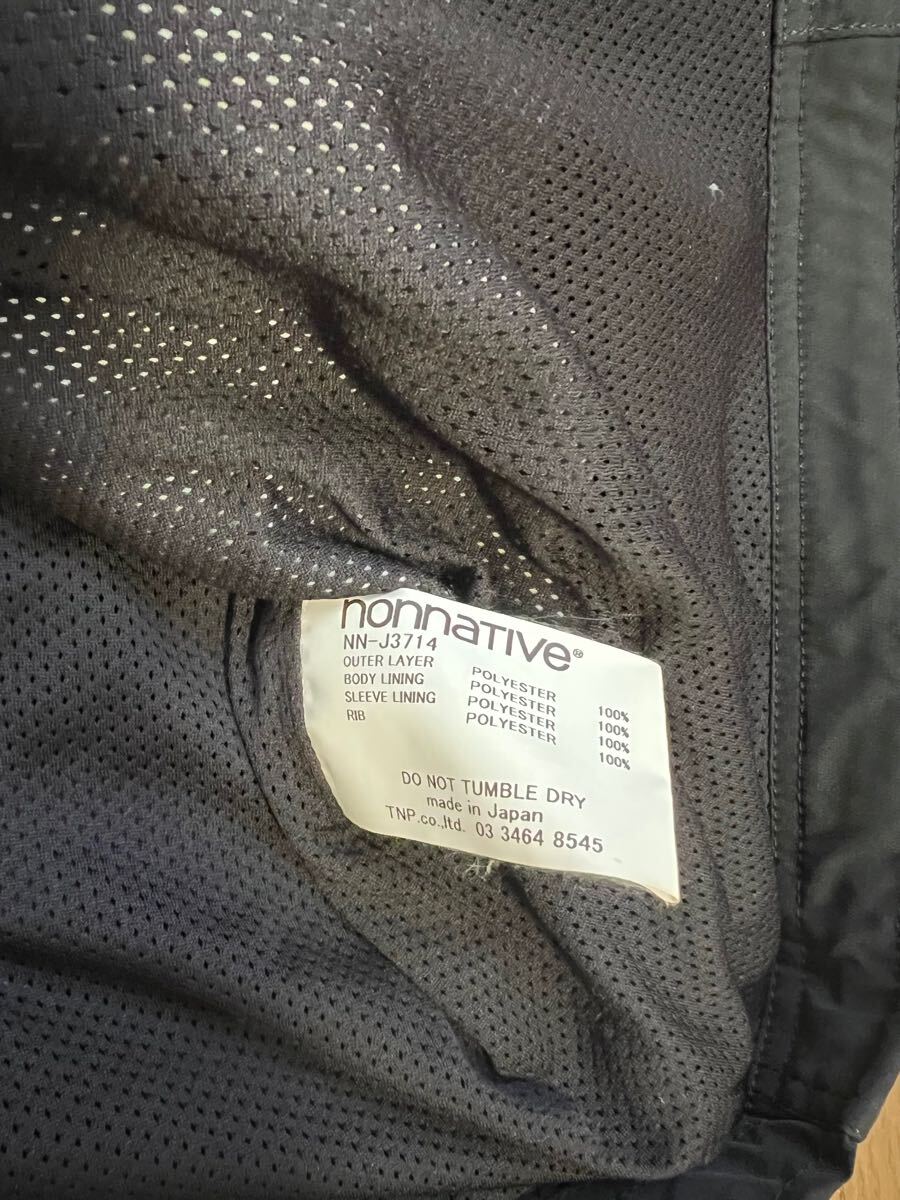 nonnaTIVe®
NN-J3714
OUTER LAYER POLYESTER 100%
BODY LINING POLYESTER 100%
SLEEVE LINING POLYESTER 100%
RIB POLYESTER 100%
DO NOT TUMBLE DRY
made in Japan
TNP.co.,ltd. 03 3464 8545